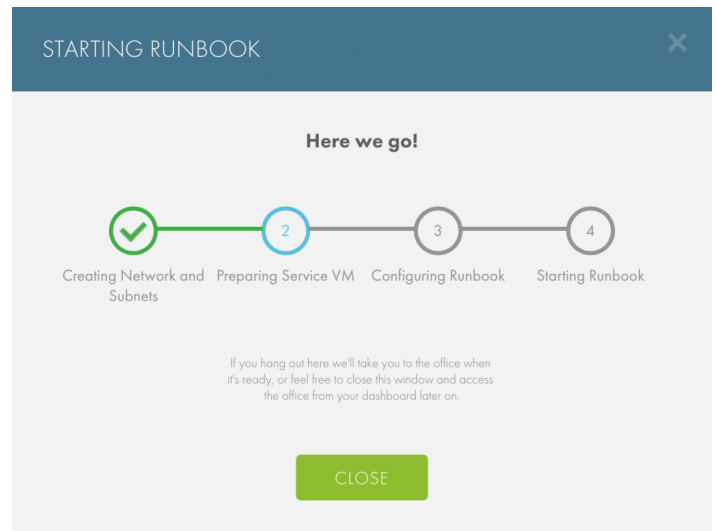 STARTING RUNBOOK
Here we go!
2
3
4
Creating Network and
Subnets
Preparing Service VM
Configuring Runbook
Starting Runbook
If you hang out here we'll take you to the office when
it's ready, or feel free to close this window and access
the office from your dashboard later on.
CLOSE